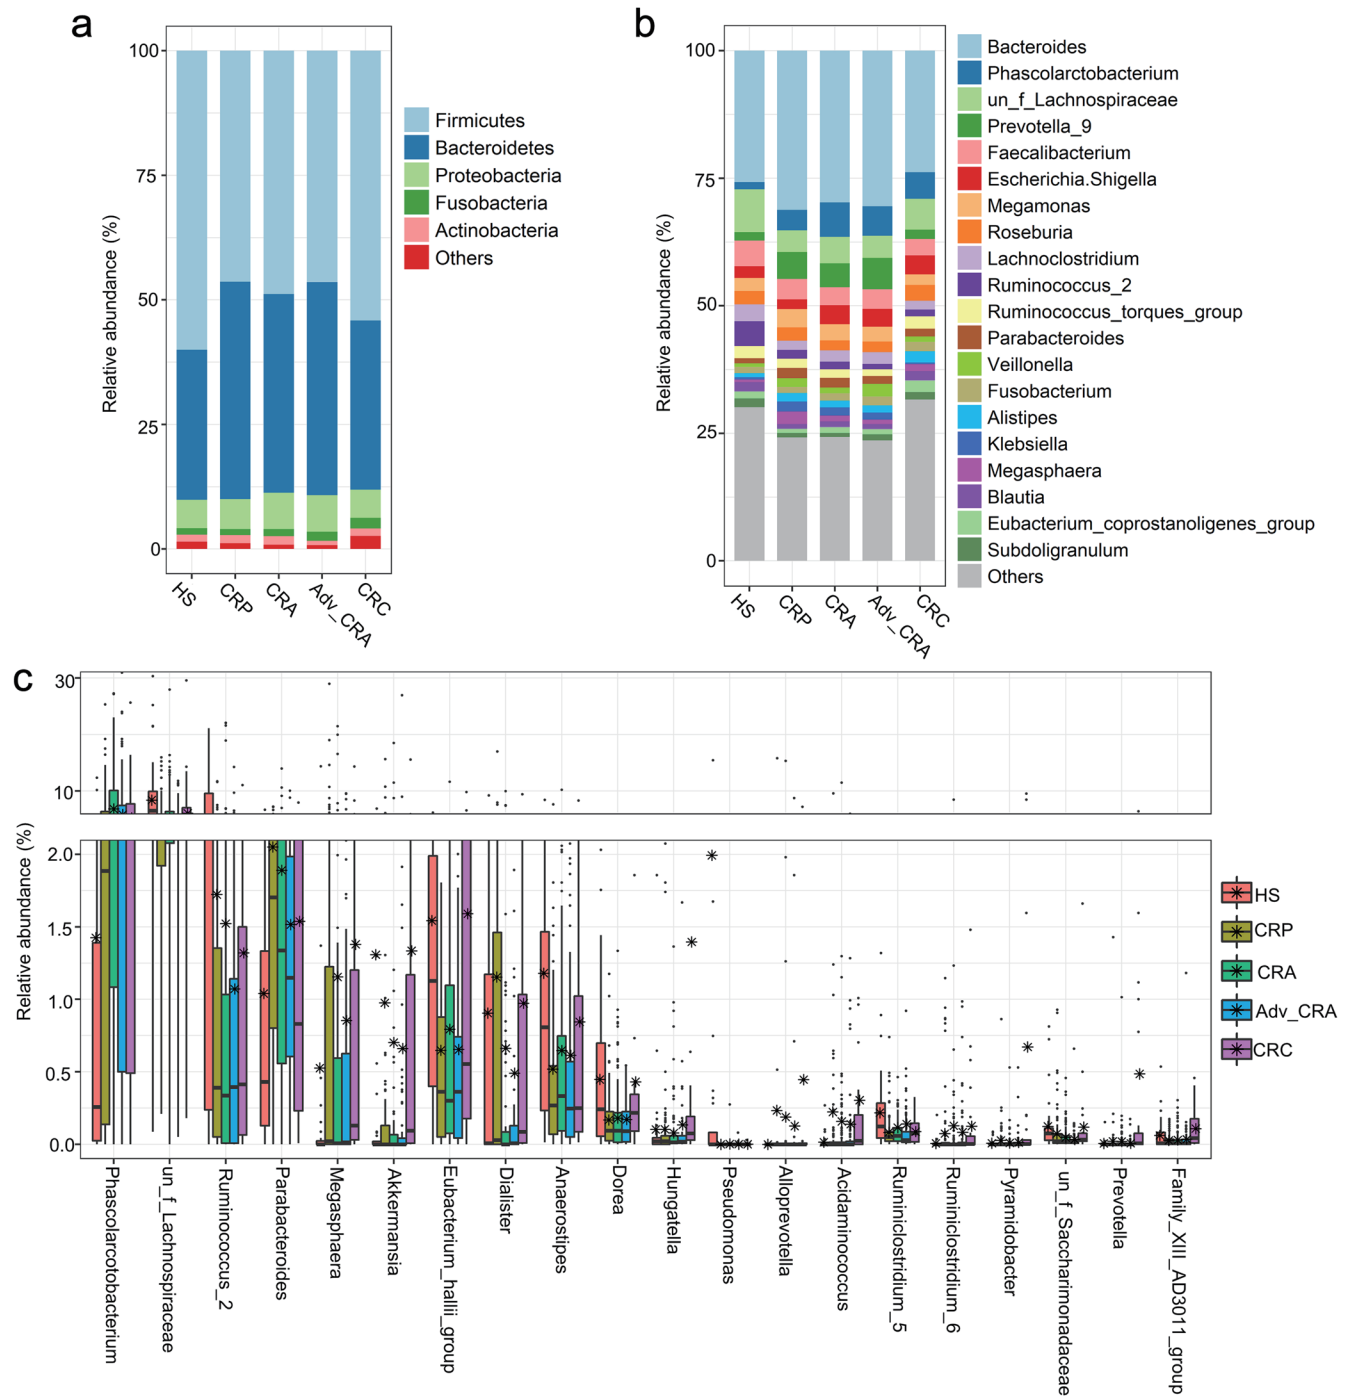 a
100
75
50
25
0
Relative abundance (%)
HS
CRP
CRA
Adv_CRA
CRC
Firmicutes
Bacteroidetes
Proteobacteria
Fusobacteria
Actinobacteria
Others
b
100
75
50
25
0
Relative abundance (%)
HS
CRP
CRA
Adv_CRA
CRC
Bacteroides
Phascolarctobacterium
un_f_Lachnospiraceae
Prevotella_9
Faecalibacterium
Escherichia.Shigella
Megamonas
Roseburia
Lachnoclostridium
Ruminococcus_2
Ruminococcus_torques_group
Parabacteroides
Veillonella
Fusobacterium
Alistipes
Klebsiella
Megasphaera
Blautia
Eubacterium_coprostanoligenes_group
Subdoligranulum
Others
c
30
10
2.0
1.5
1.0
0.5
0.0
Relative abundance (%)
Phascolarcotobacterium
un_f_Lachnospiraceae
Ruminococcus_2
Parabacteroides
Megasphaera
Akkermansia
Eubacterium_hallii_group
Dialister
Anaerostipes
Dorea
Hungatella
Pseudomonas
Alloprevotella
Acidaminococcus
Ruminiclostridium_5
Ruminiclostridium_6
Pyramidobacter
un_f_Saccharimonadaceae
Prevotella
Family_XIII_AD3011_group
HS
CRP
CRA
Adv_CRA
CRC